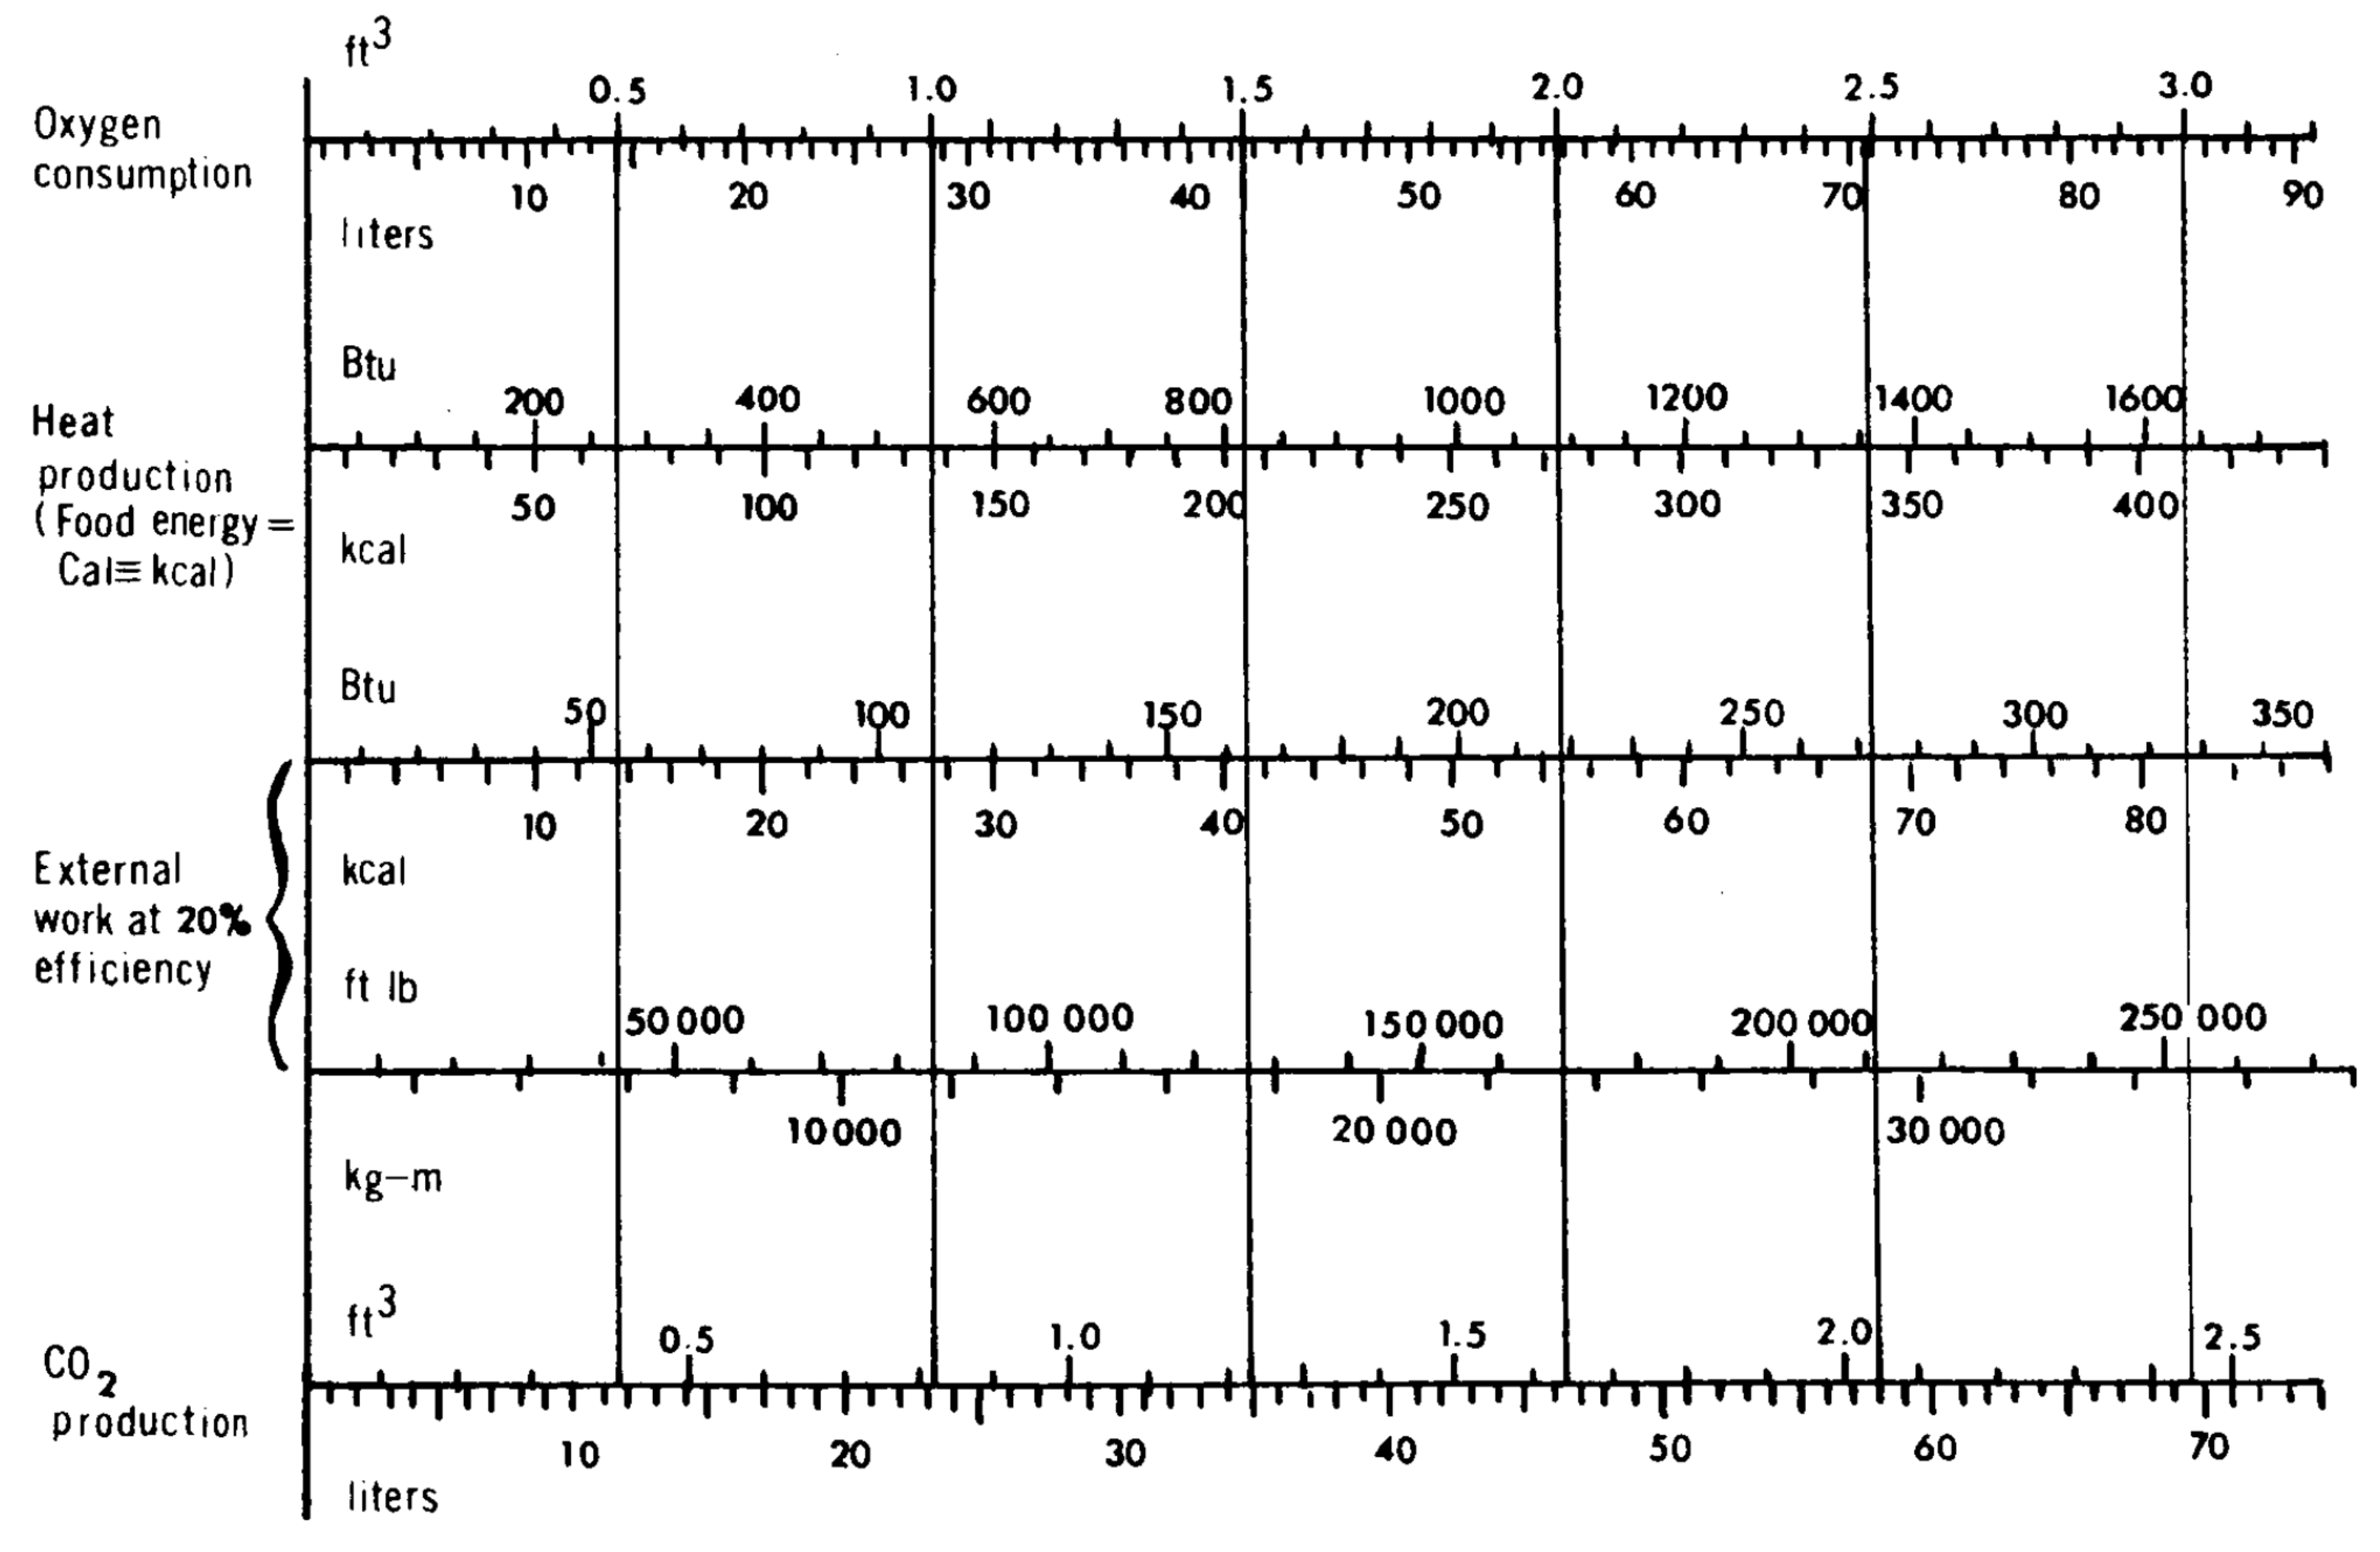 ft³
0.5 1.0 1.5 2.0 2.5 3.0
Oxygen
consumption
10 20 30 40 50 60 70 80 90
liters
Btu
200 400 600 800 1000 1200 1400 1600
Heat
production
(Food energy =
Cal≡kcal)
50 100 150 200 250 300 350 400
kcal
Btu
50 100 150 200 250 300 350
10 20 30 40 50 60 70 80
External
work at 20%
efficiency
kcal
ft lb
50 000 100 000 150 000 200 000 250 000
10 000 20 000 30 000
kg–m
ft³
0.5 1.0 1.5 2.0 2.5
CO₂
production
10 20 30 40 50 60 70
liters